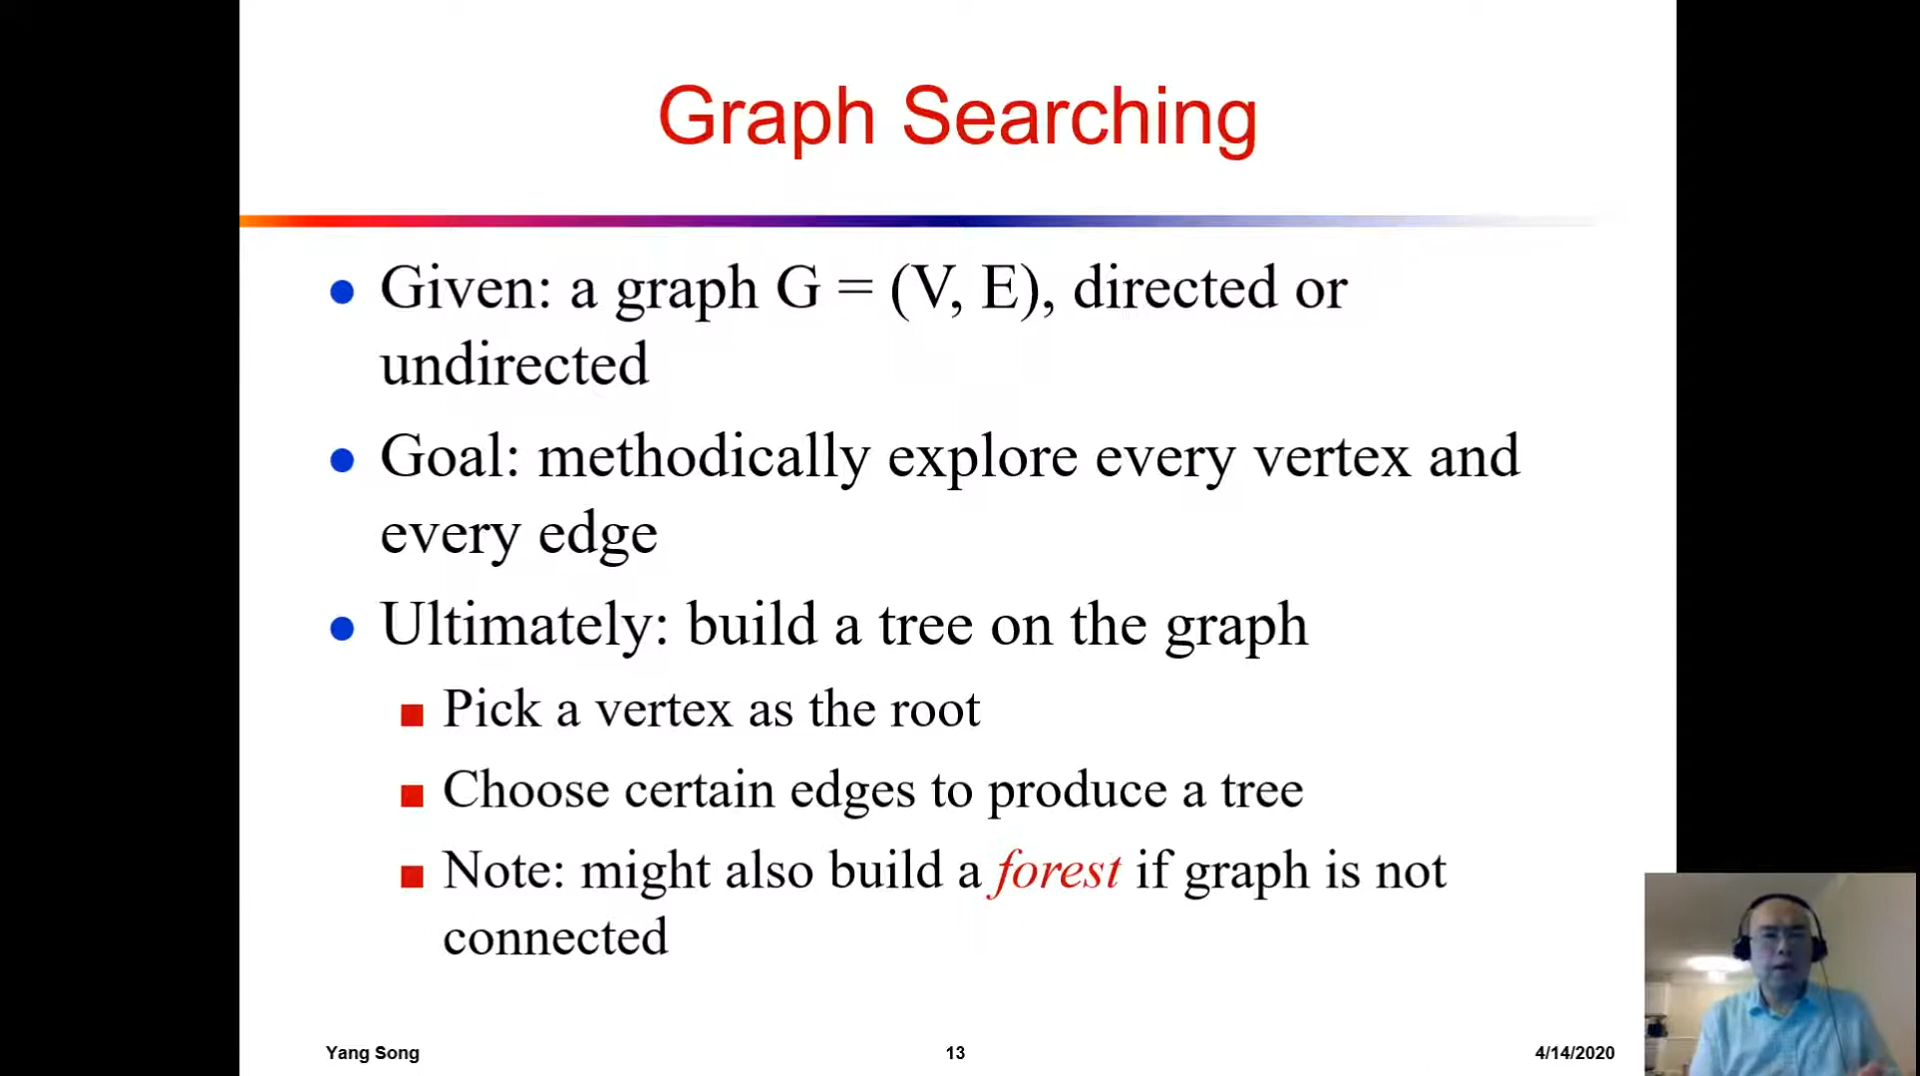 Graph Searching
Given: a graph G = (V, E), directed or
undirected
Goal: methodically explore every vertex and
every edge
Ultimately: build a tree on the graph
Pick a vertex as the root
Choose certain edges to produce a tree
Note: might also build a forest if graph is not
connected
Yang Song
13
4/14/2020